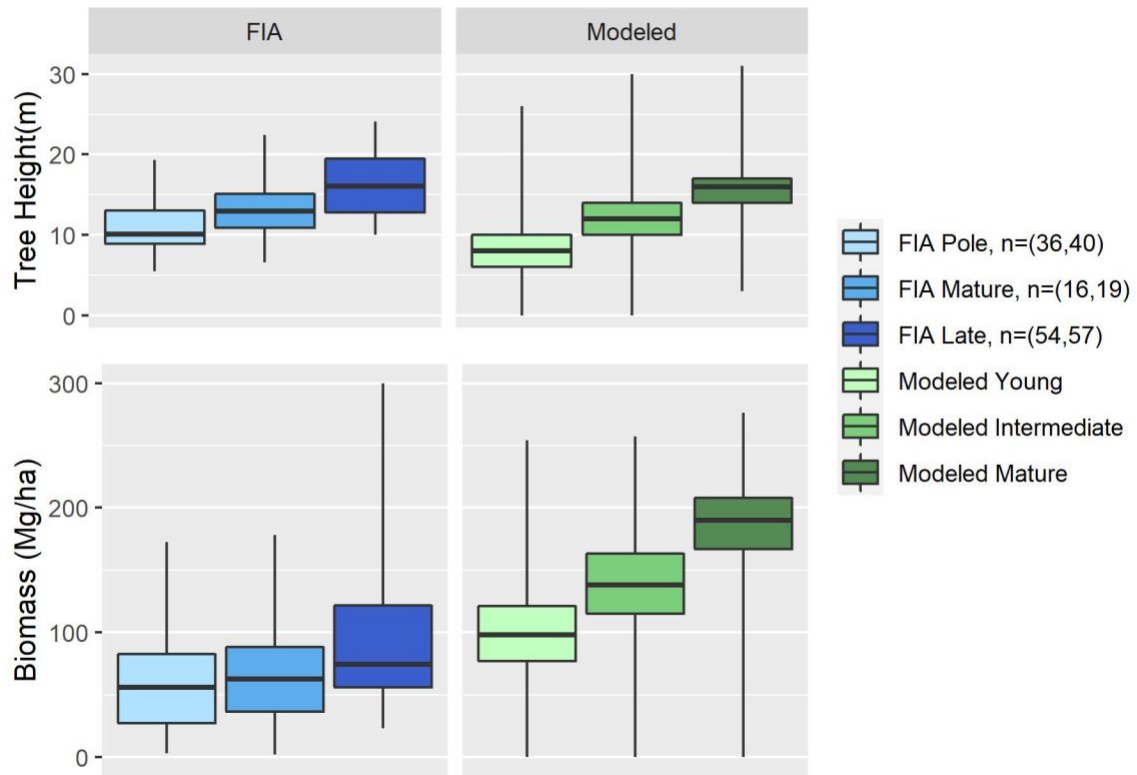 FIA
Modeled
Tree Height(m)
30
20
10
0
Biomass (Mg/ha)
300
200
100
0
FIA Pole, n=(36,40)
FIA Mature, n=(16,19)
FIA Late, n=(54,57)
Modeled Young
Modeled Intermediate
Modeled Mature